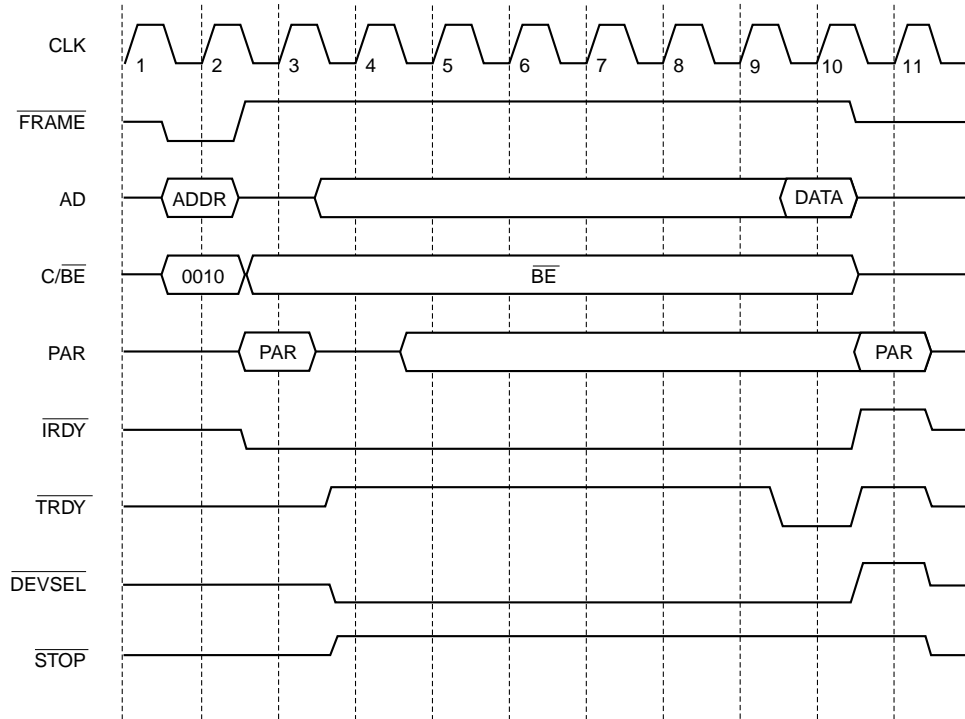 CLK
1 2 3 4 5 6 7 8 9 10 11
FRAME
AD ADDR DATA
C/BE 0010 BE
PAR PAR PAR
IRDY
TRDY
DEVSEL
STOP